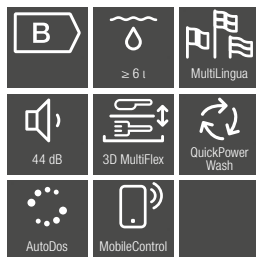 B
≥ 6 ι
MultiLingua
44 dB
3D MultiFlex
QuickPower
Wash
AutoDos
MobileControl